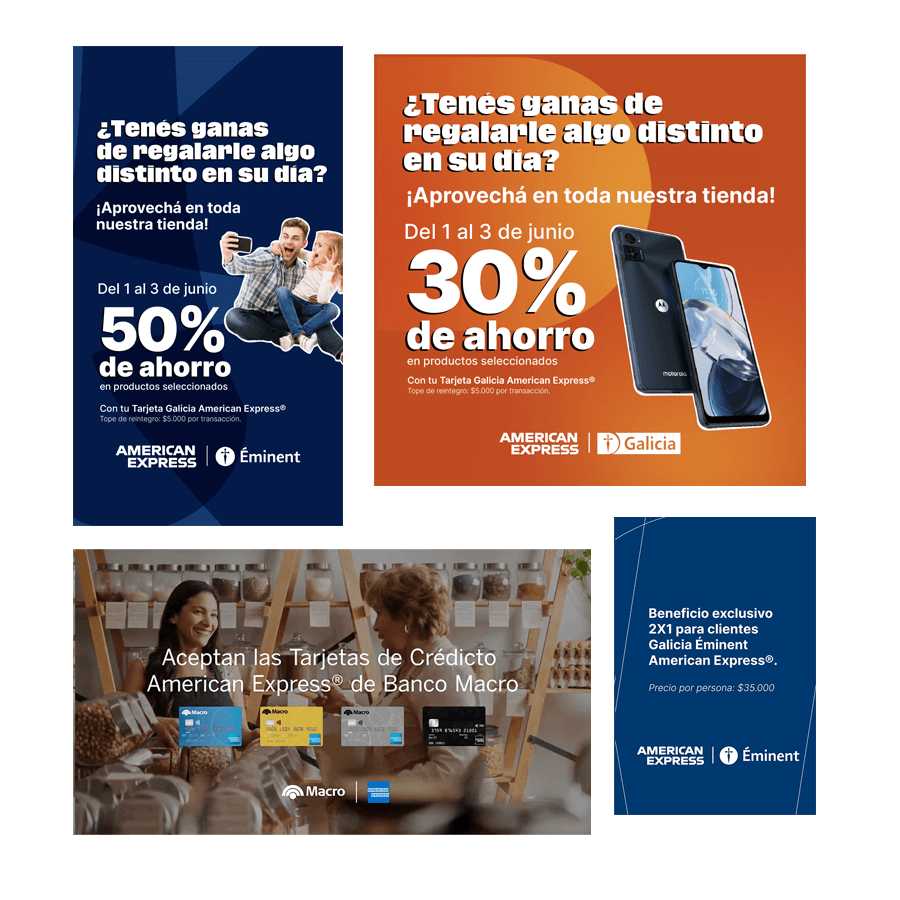 ¿Tenés ganas
de regalarle algo
distinto en su día?
¡Aprovechá en toda
nuestra tienda!
Del 1 al 3 de junio
50%
de ahorro
en productos seleccionados
Con tu Tarjeta Galicia American Express®
Tope de reintegro: $5.000 por transacción.
AMERICAN
EXPRESS
Éminent
¿Tenés ganas de
regalarle algo distinto
en su día?
¡Aprovechá en toda nuestra tienda!
Del 1 al 3 de junio
30%
de ahorro
en productos seleccionados
Con tu Tarjeta Galicia American Express®
Tope de reintegro: $5.000 por transacción.
motorola
AMERICAN
EXPRESS
Galicia
Aceptan las Tarjetas de Crédicto
American Express® de Banco Macro
Macro
Macro
Macro
Macro
AMERICAN
EXPRESS
Beneficio exclusivo
2X1 para clientes
Galicia Éminent
American Express®.
Precio por persona: $35.000
AMERICAN
EXPRESS
Éminent